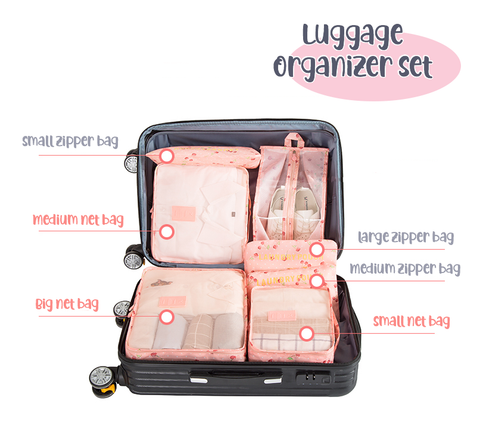 Luggage
organizer set
small zipper bag
medium net bag
Big net bag
large zipper bag
medium zipper bag
small net bag